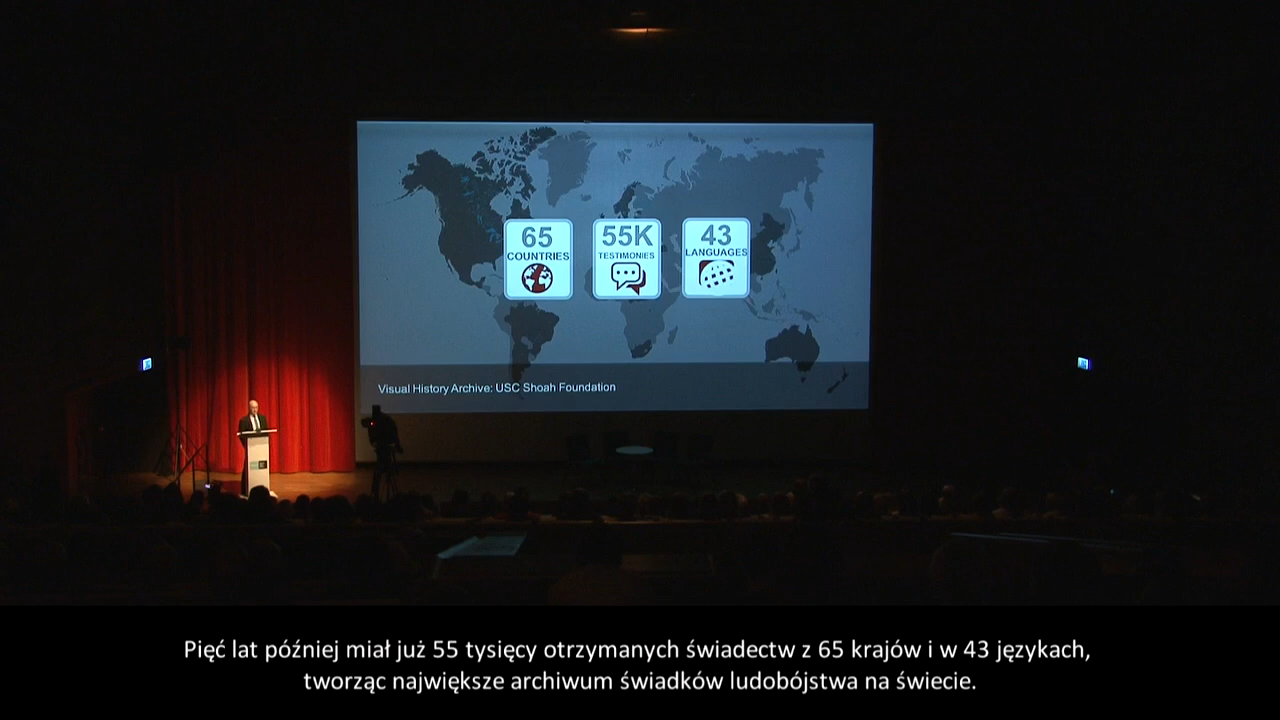 65
COUNTRIES
55K
TESTIMONIES
43
LANGUAGES
Visual History Archive: USC Shoah Foundation
Pięć lat później miał już 55 tysięcy otrzymanych świadectw z 65 krajów i w 43 językach,
tworząc największe archiwum świadków ludobójstwa na świecie.